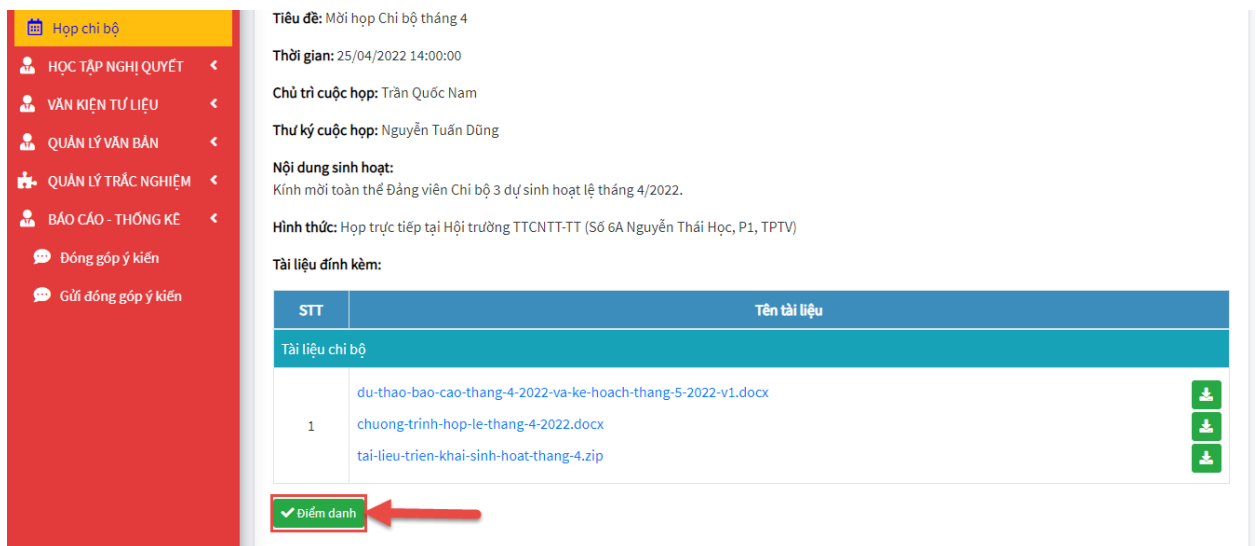 Họp chi bộ
HỌC TẬP NGHỊ QUYẾT
VĂN KIỆN TƯ LIỆU
QUẢN LÝ VĂN BẢN
QUẢN LÝ TRẮC NGHIỆM
BÁO CÁO - THỐNG KÊ
Đóng góp ý kiến
Gửi đóng góp ý kiến
Tiêu đề: Mời họp Chi bộ tháng 4
Thời gian: 25/04/2022 14:00:00
Chủ trì cuộc họp: Trần Quốc Nam
Thư ký cuộc họp: Nguyễn Tuấn Dũng
Nội dung sinh hoạt:
Kính mời toàn thể Đảng viên Chi bộ 3 dự sinh hoạt lệ tháng 4/2022.
Hình thức: Họp trực tiếp tại Hội trường TTCNTT-TT (Số 6A Nguyễn Thái Học, P1, TPTV)
Tài liệu đính kèm:
STT Tên tài liệu
Tài liệu chi bộ
du-thao-bao-cao-thang-4-2022-va-ke-hoach-thang-5-2022-v1.docx
1 chuong-trinh-hop-le-thang-4-2022.docx
tai-lieu-trien-khai-sinh-hoat-thang-4.zip
Điểm danh